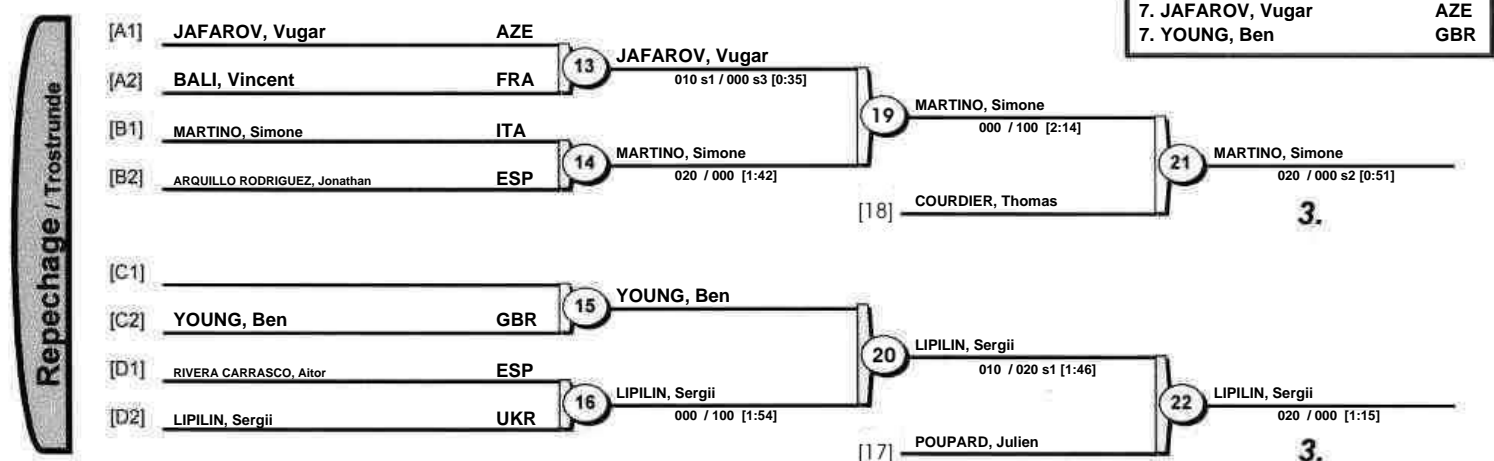 7. JAFAROV, Vugar AZE
7. YOUNG, Ben GBR
Repechage / Trostrunde
[A1] JAFAROV, Vugar AZE
[A2] BALI, Vincent FRA
13 JAFAROV, Vugar
010 s1 / 000 s3 [0:35]
[B1] MARTINO, Simone ITA
[B2] ARQUILLO RODRIGUEZ, Jonathan ESP
14 MARTINO, Simone
020 / 000 [1:42]
19 MARTINO, Simone
000 / 100 [2:14]
[18] COURDIER, Thomas
21 MARTINO, Simone
020 / 000 s2 [0:51]
3.
[C1]
[C2] YOUNG, Ben GBR
15 YOUNG, Ben
[D1] RIVERA CARRASCO, Aitor ESP
[D2] LIPILIN, Sergii UKR
16 LIPILIN, Sergii
000 / 100 [1:54]
20 LIPILIN, Sergii
010 / 020 s1 [1:46]
[17] POUPARD, Julien
22 LIPILIN, Sergii
020 / 000 [1:15]
3.